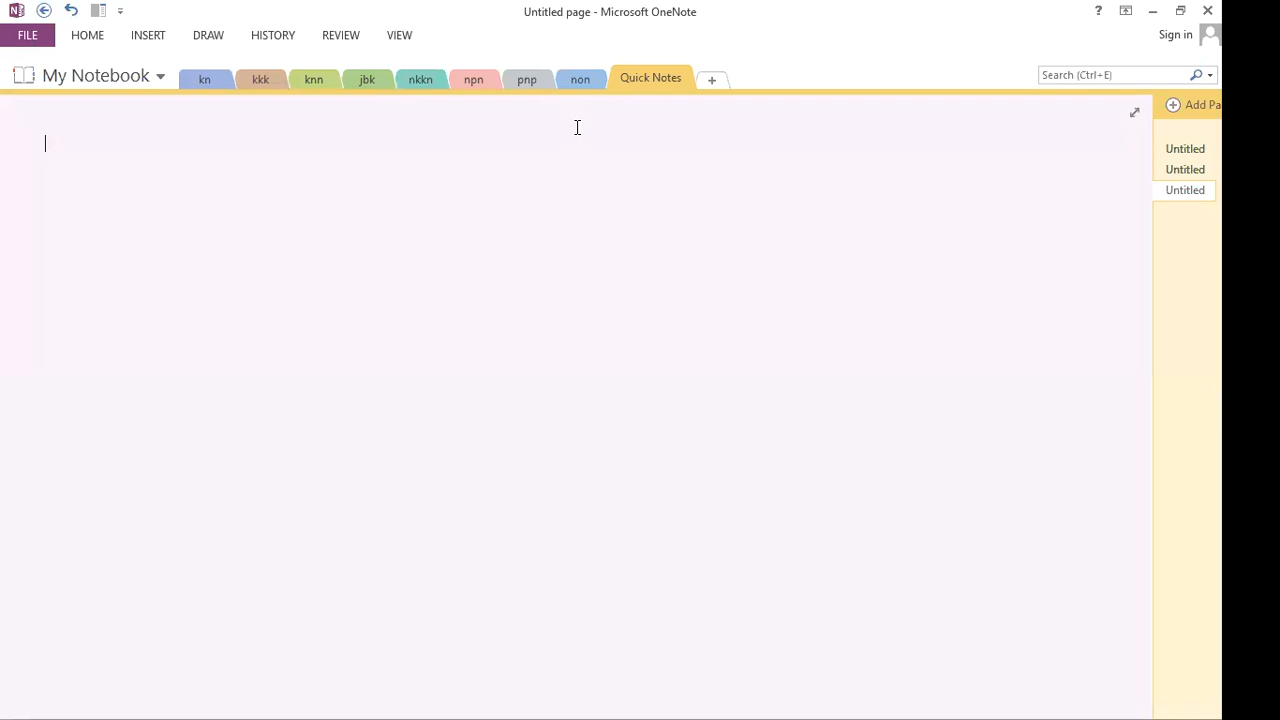 Untitled page - Microsoft OneNote
?
FILE HOME INSERT DRAW HISTORY REVIEW VIEW Sign in
My Notebook kn kkk knn jbk nkkn npn pnp non Quick Notes + Search (Ctrl+E)
Add Pa
Untitled
Untitled
Untitled